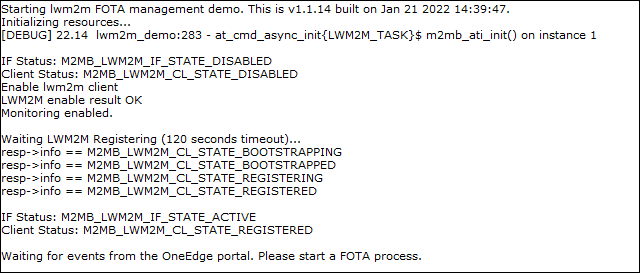 Starting lwm2m FOTA management demo. This is v1.1.14 built on Jan 21 2022 14:39:47.
Initializing resources...
[DEBUG] 22.14  lwm2m_demo:283 - at_cmd_async_init{LWM2M_TASK}$ m2mb_ati_init() on instance 1
IF Status: M2MB_LWM2M_IF_STATE_DISABLED
Client Status: M2MB_LWM2M_CL_STATE_DISABLED
Enable lwm2m client
LWM2M enable result OK
Monitoring enabled.
Waiting LWM2M Registering (120 seconds timeout)...
resp->info == M2MB_LWM2M_CL_STATE_BOOTSTRAPPING
resp->info == M2MB_LWM2M_CL_STATE_BOOTSTRAPPED
resp->info == M2MB_LWM2M_CL_STATE_REGISTERING
resp->info == M2MB_LWM2M_CL_STATE_REGISTERED
IF Status: M2MB_LWM2M_IF_STATE_ACTIVE
Client Status: M2MB_LWM2M_CL_STATE_REGISTERED
Waiting for events from the OneEdge portal. Please start a FOTA process.